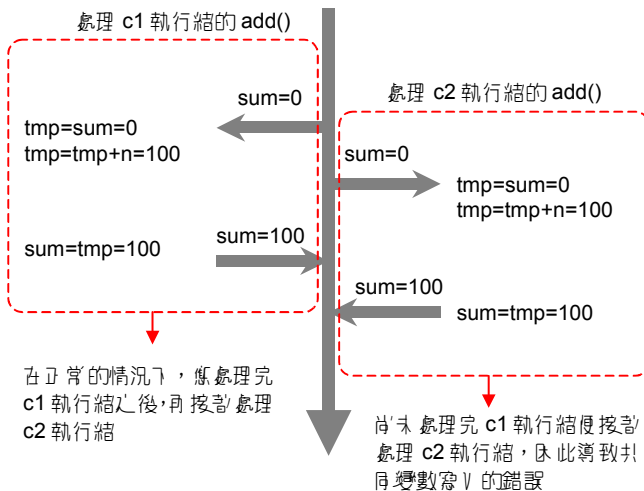 處理 c1 執行緒的 add()
sum=0
tmp=sum=0
tmp=tmp+n=100
sum=tmp=100
sum=100
處理 c2 執行緒的 add()
sum=0
tmp=sum=0
tmp=tmp+n=100
sum=100
sum=tmp=100
在正常的情況下，應處理完
c1 執行緒之後，再接著處理
c2 執行緒
尚未處理完 c1 執行緒便接著
處理 c2 執行緒，因此導致共
同變數寫入的錯誤